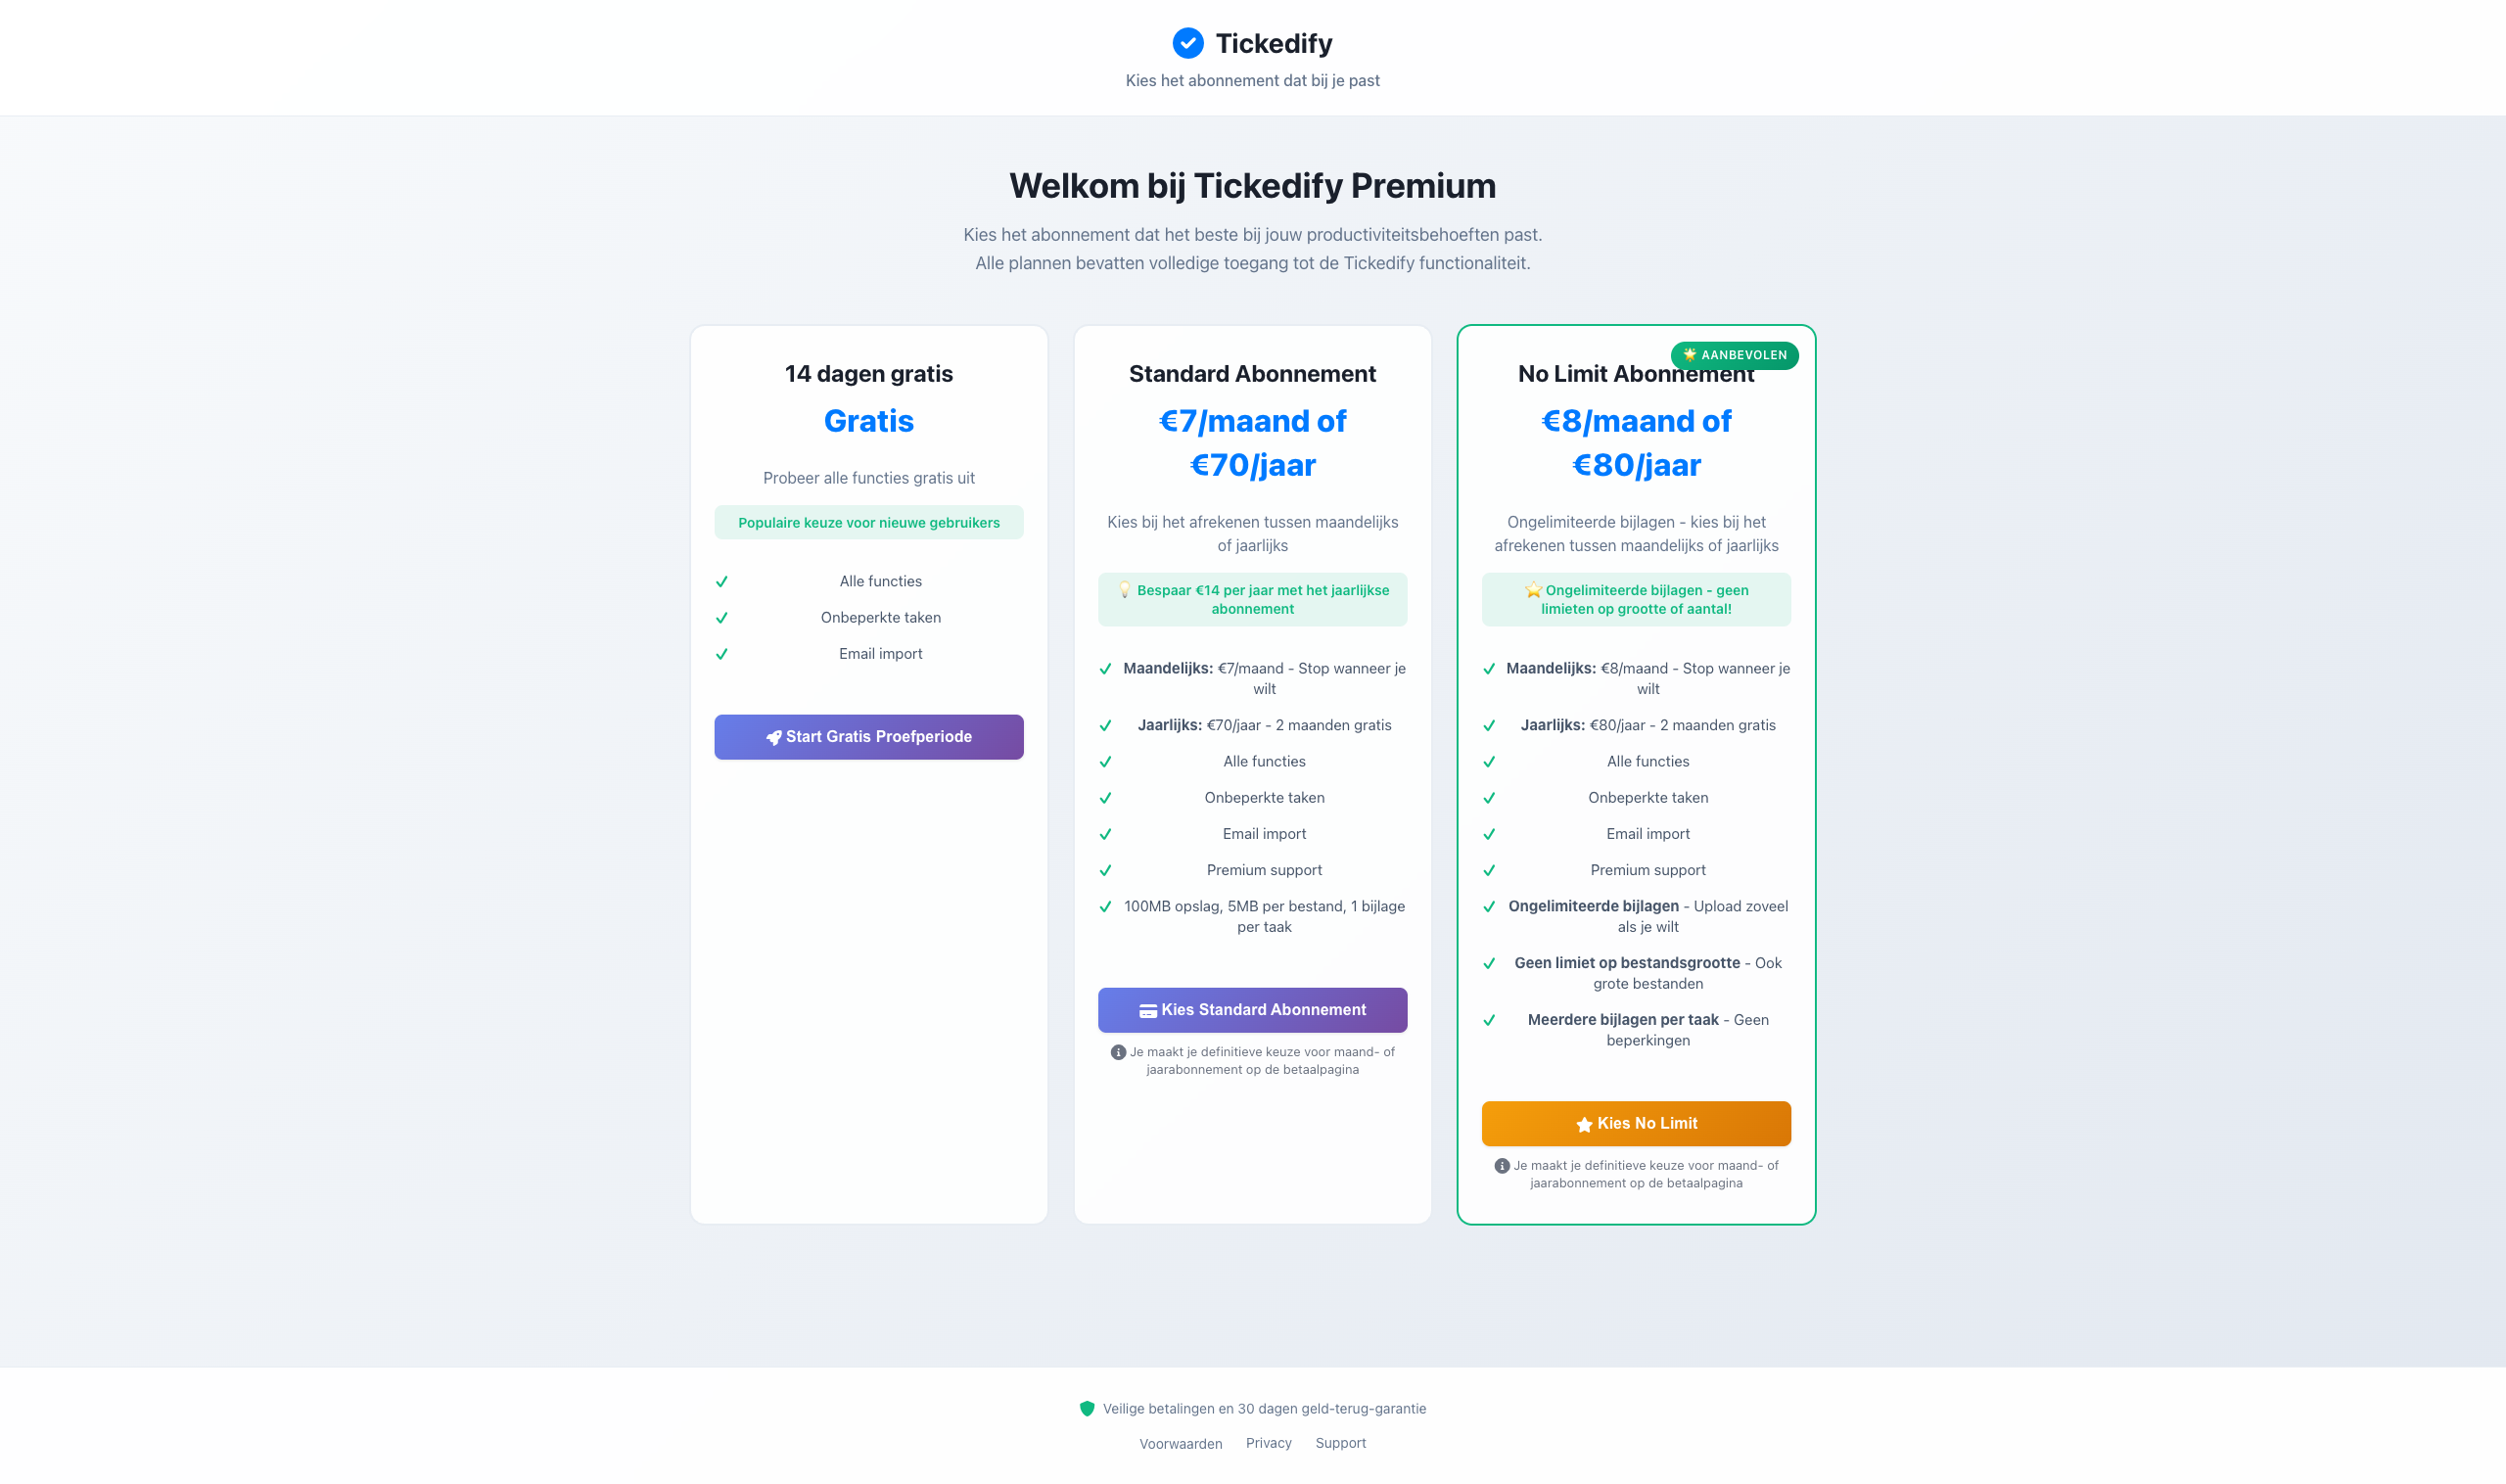 Tickedify
Kies het abonnement dat bij je past
Welkom bij Tickedify Premium
Kies het abonnement dat het beste bij jouw productiviteitsbehoeften past.
Alle plannen bevatten volledige toegang tot de Tickedify functionaliteit.
14 dagen gratis
Gratis
Probeer alle functies gratis uit
Populaire keuze voor nieuwe gebruikers
Alle functies
Onbeperkte taken
Email import
Start Gratis Proefperiode
Standard Abonnement
€7/maand of
€70/jaar
Kies bij het afrekenen tussen maandelijks
of jaarlijks
💡 Bespaar €14 per jaar met het jaarlijkse
abonnement
Maandelijks: €7/maand - Stop wanneer je
wilt
Jaarlijks: €70/jaar - 2 maanden gratis
Alle functies
Onbeperkte taken
Email import
Premium support
100MB opslag, 5MB per bestand, 1 bijlage
per taak
Kies Standard Abonnement
Je maakt je definitieve keuze voor maand- of
jaarabonnement op de betaalpagina
🌟 AANBEVOLEN
No Limit Abonnement
€8/maand of
€80/jaar
Ongelimiteerde bijlagen - kies bij het
afrekenen tussen maandelijks of jaarlijks
⭐ Ongelimiteerde bijlagen - geen
limieten op grootte of aantal!
Maandelijks: €8/maand - Stop wanneer je
wilt
Jaarlijks: €80/jaar - 2 maanden gratis
Alle functies
Onbeperkte taken
Email import
Premium support
Ongelimiteerde bijlagen - Upload zoveel
als je wilt
Geen limiet op bestandsgrootte - Ook
grote bestanden
Meerdere bijlagen per taak - Geen
beperkingen
Kies No Limit
Je maakt je definitieve keuze voor maand- of
jaarabonnement op de betaalpagina
Veilige betalingen en 30 dagen geld-terug-garantie
Voorwaarden Privacy Support